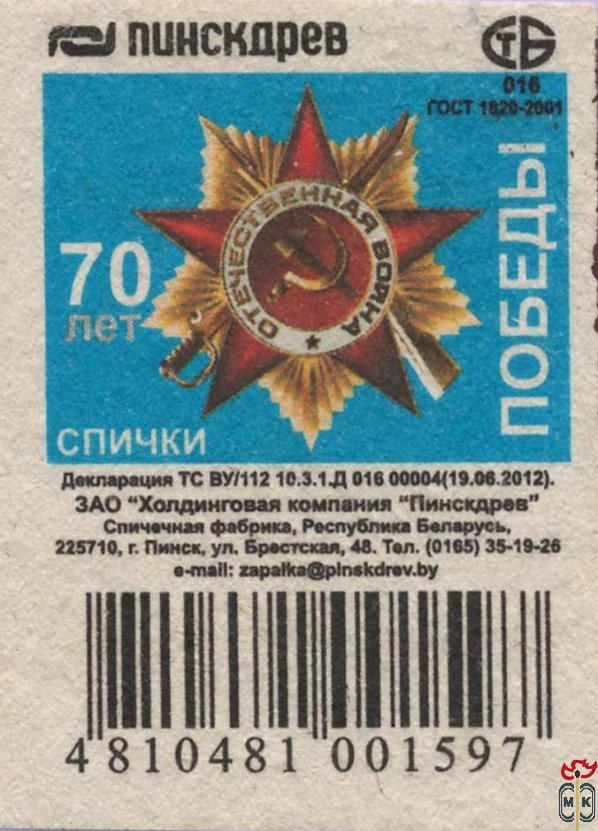 ПИНСКДРЕВ
СТБ
016
ГОСТ 1820-2001
ОТЕЧЕСТВЕННАЯ ВОЙНА
70
лет
ПОБЕДЫ
СПИЧКИ
Декларация ТС ВУ/112 10.3.1.Д 016 00004(19.06.2012).
ЗАО "Холдинговая компания "Пинскдрев"
Спичечная фабрика, Республика Беларусь,
225710, г. Пинск, ул. Брестская, 48. Тел. (0165) 35-19-26
e-mail: zapalka@pinskdrev.by
4 810481 001597
МК